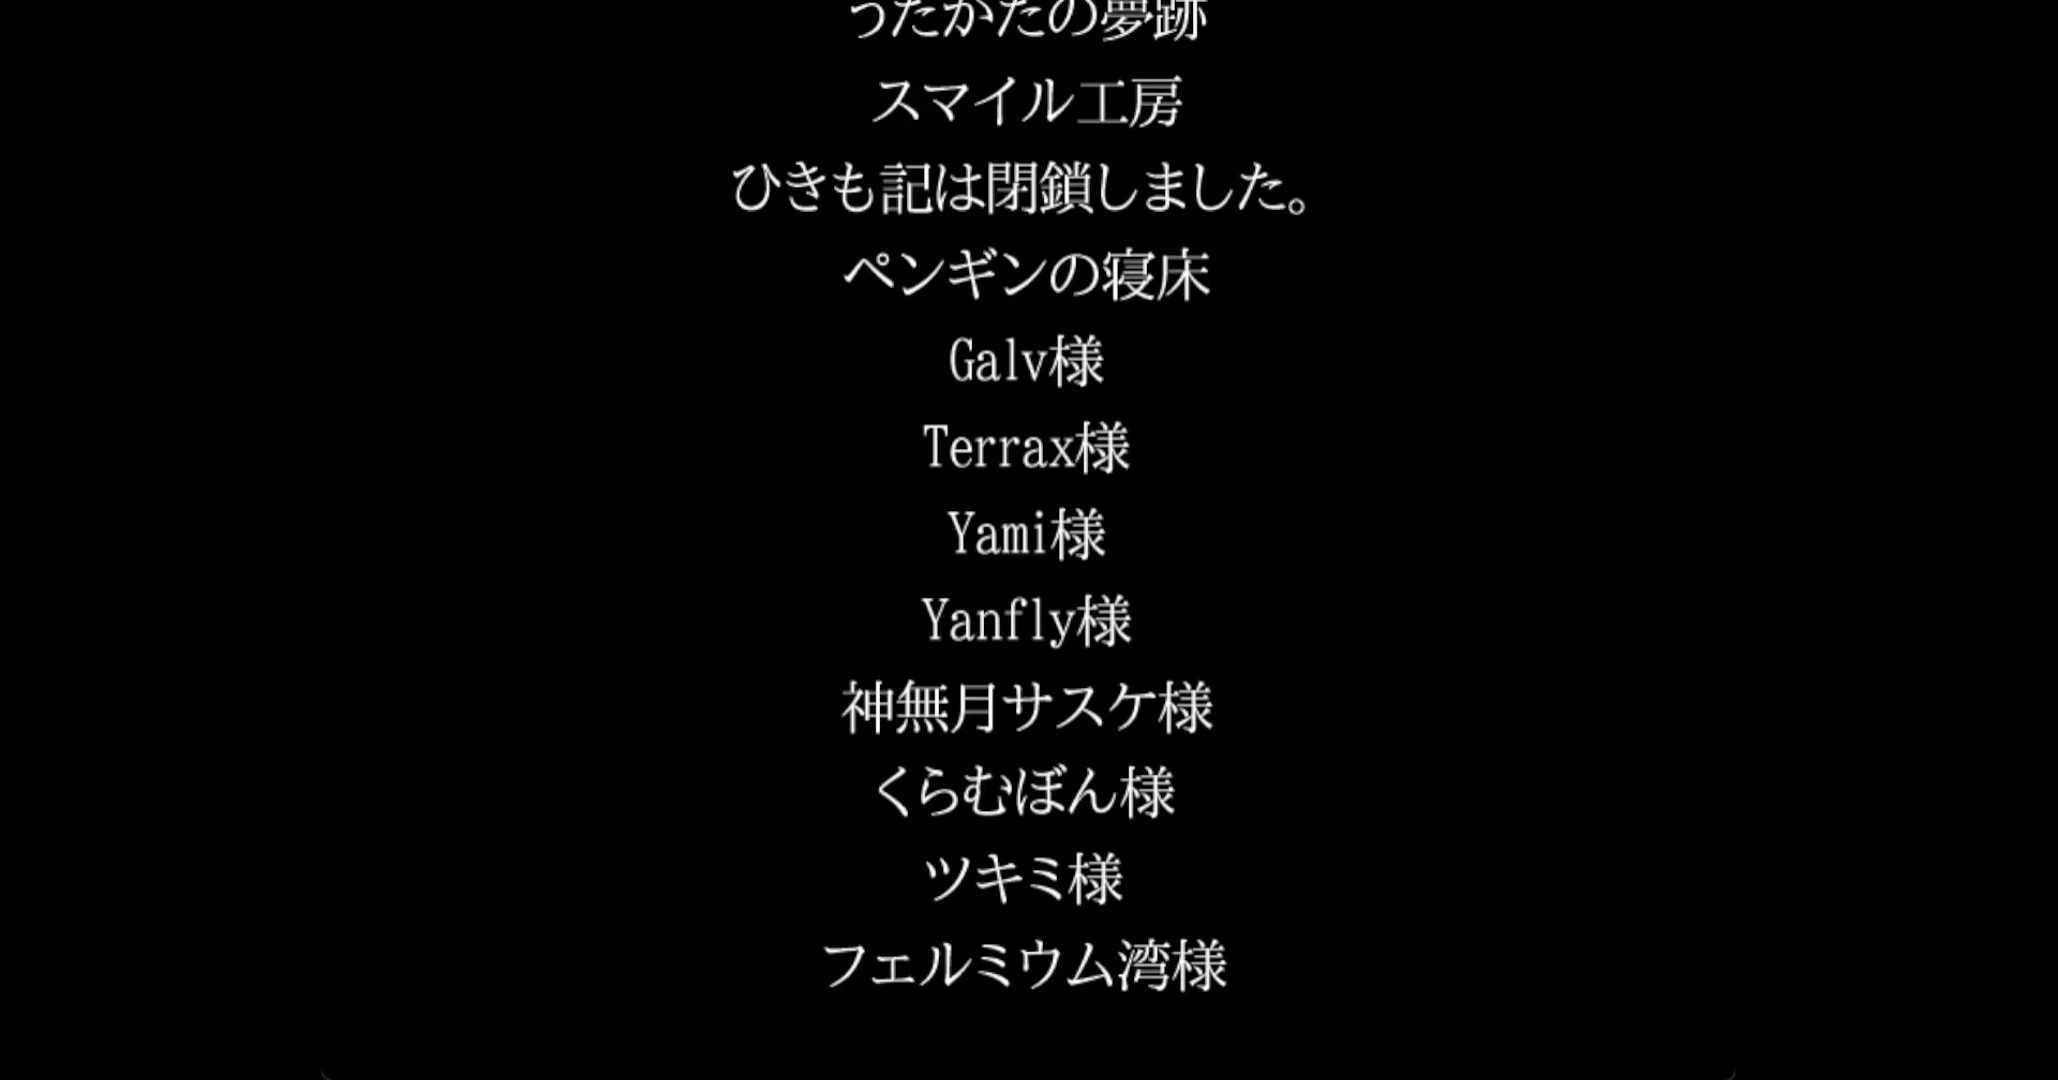 うたかたの夢跡
スマイル工房
ひきも記は閉鎖しました。
ペンギンの寝床
Galv様
Terrax様
Yami様
Yanfly様
神無月サスケ様
くらむぼん様
ツキミ様
フェルミウム湾様